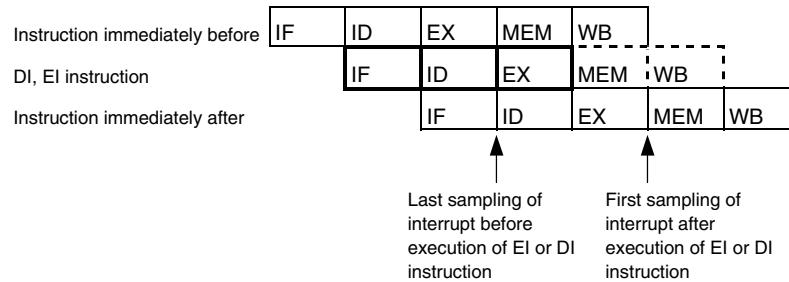 Instruction immediately before IF ID EX MEM WB
DI, EI instruction IF ID EX MEM WB
Instruction immediately after IF ID EX MEM WB
Last sampling of
interrupt before
execution of EI or DI
instruction
First sampling of
interrupt after
execution of EI or DI
instruction